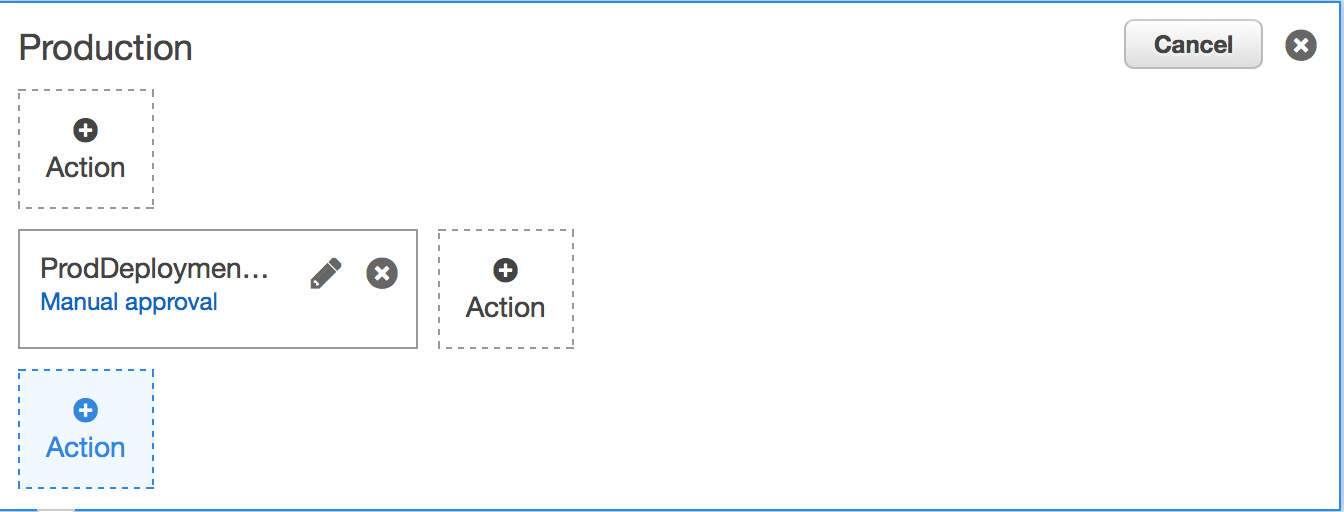 Production
Cancel
Action
ProdDeploymen...
Manual approval
Action
Action